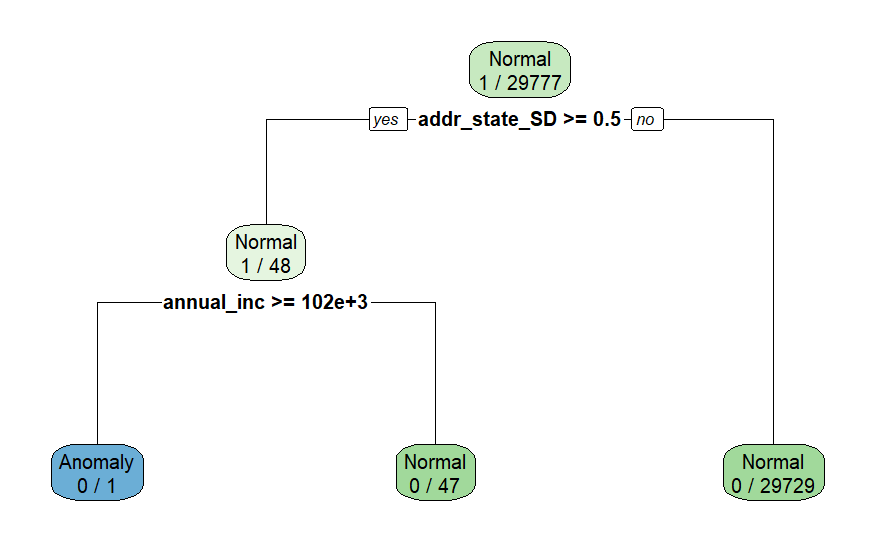 Normal
1 / 29777
yes addr_state_SD >= 0.5 no
Normal
1 / 48
annual_inc >= 102e+3
Anomaly
0 / 1
Normal
0 / 47
Normal
0 / 29729